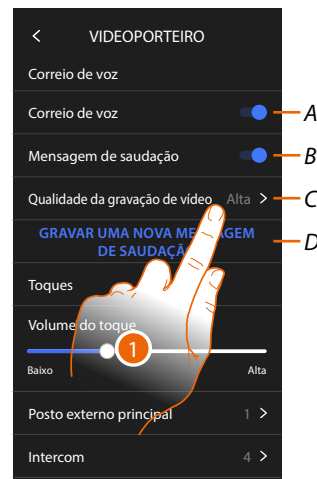 VIDEOPORTEIRO
Correio de voz
Correio de voz
A
Mensagem de saudação
B
Qualidade da gravação de vídeo Alta
C
GRAVAR UMA NOVA MENSAGEM
DE SAUDAÇÃO
D
Toques
Volume do toque
1
Baixo Alta
Posto externo principal 1
Intercom 4